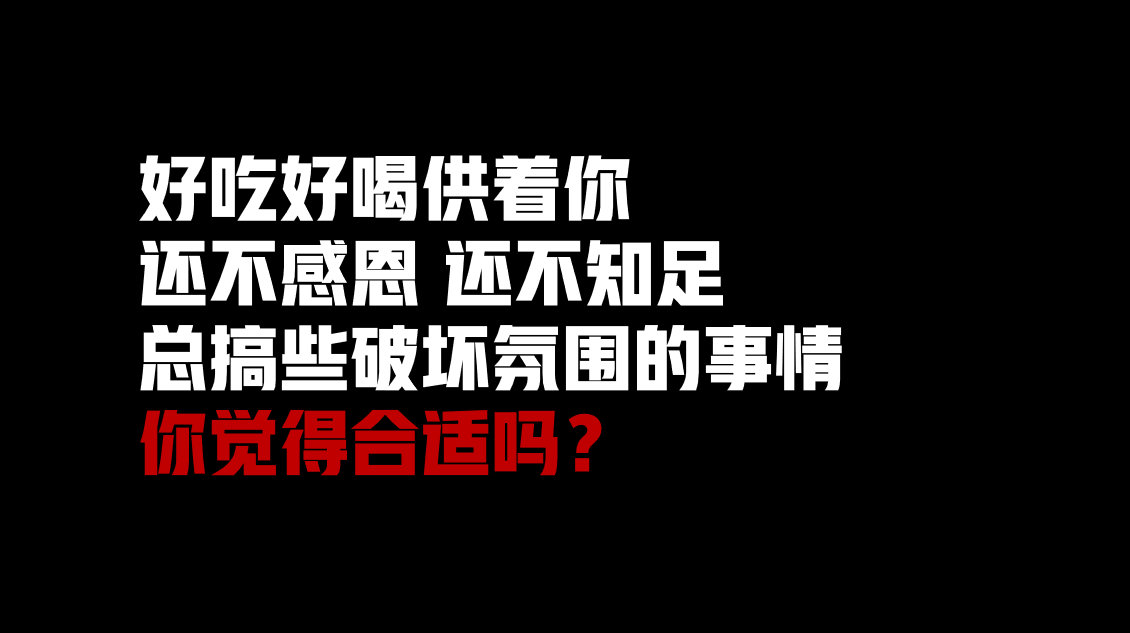 好吃好喝供着你
还不感恩 还不知足
总搞些破坏氛围的事情
你觉得合适吗？